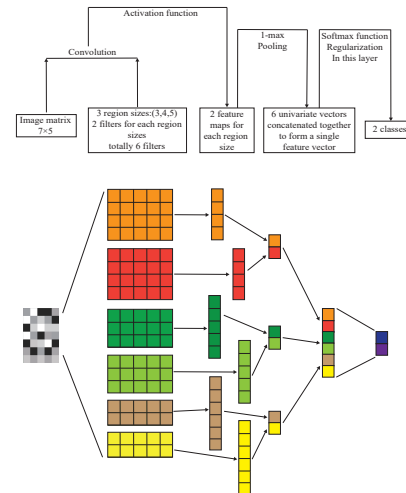 Activation function
Convolution
1-max
Pooling
Softmax function
Regularization
In this layer
Image matrix
7×5
3 region sizes:(3,4,5)
2 filters for each region
sizes
totally 6 filters
2 feature
maps for
each region
size
6 univariate vectors
concatenated together
to form a single
feature vector
2 classes